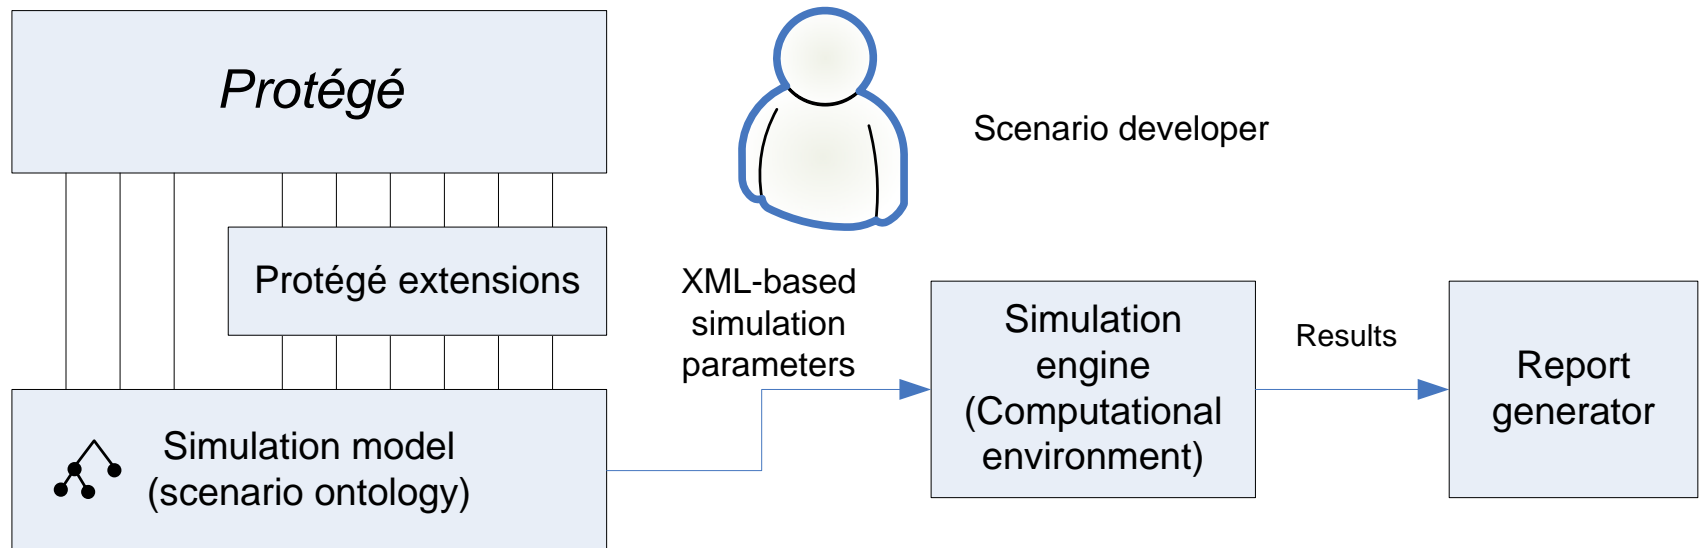 Protégé
Scenario developer
Protégé extensions
XML-based
simulation
parameters
Simulation
engine
(Computational
environment)
Results
Report
generator
Simulation model
(scenario ontology)